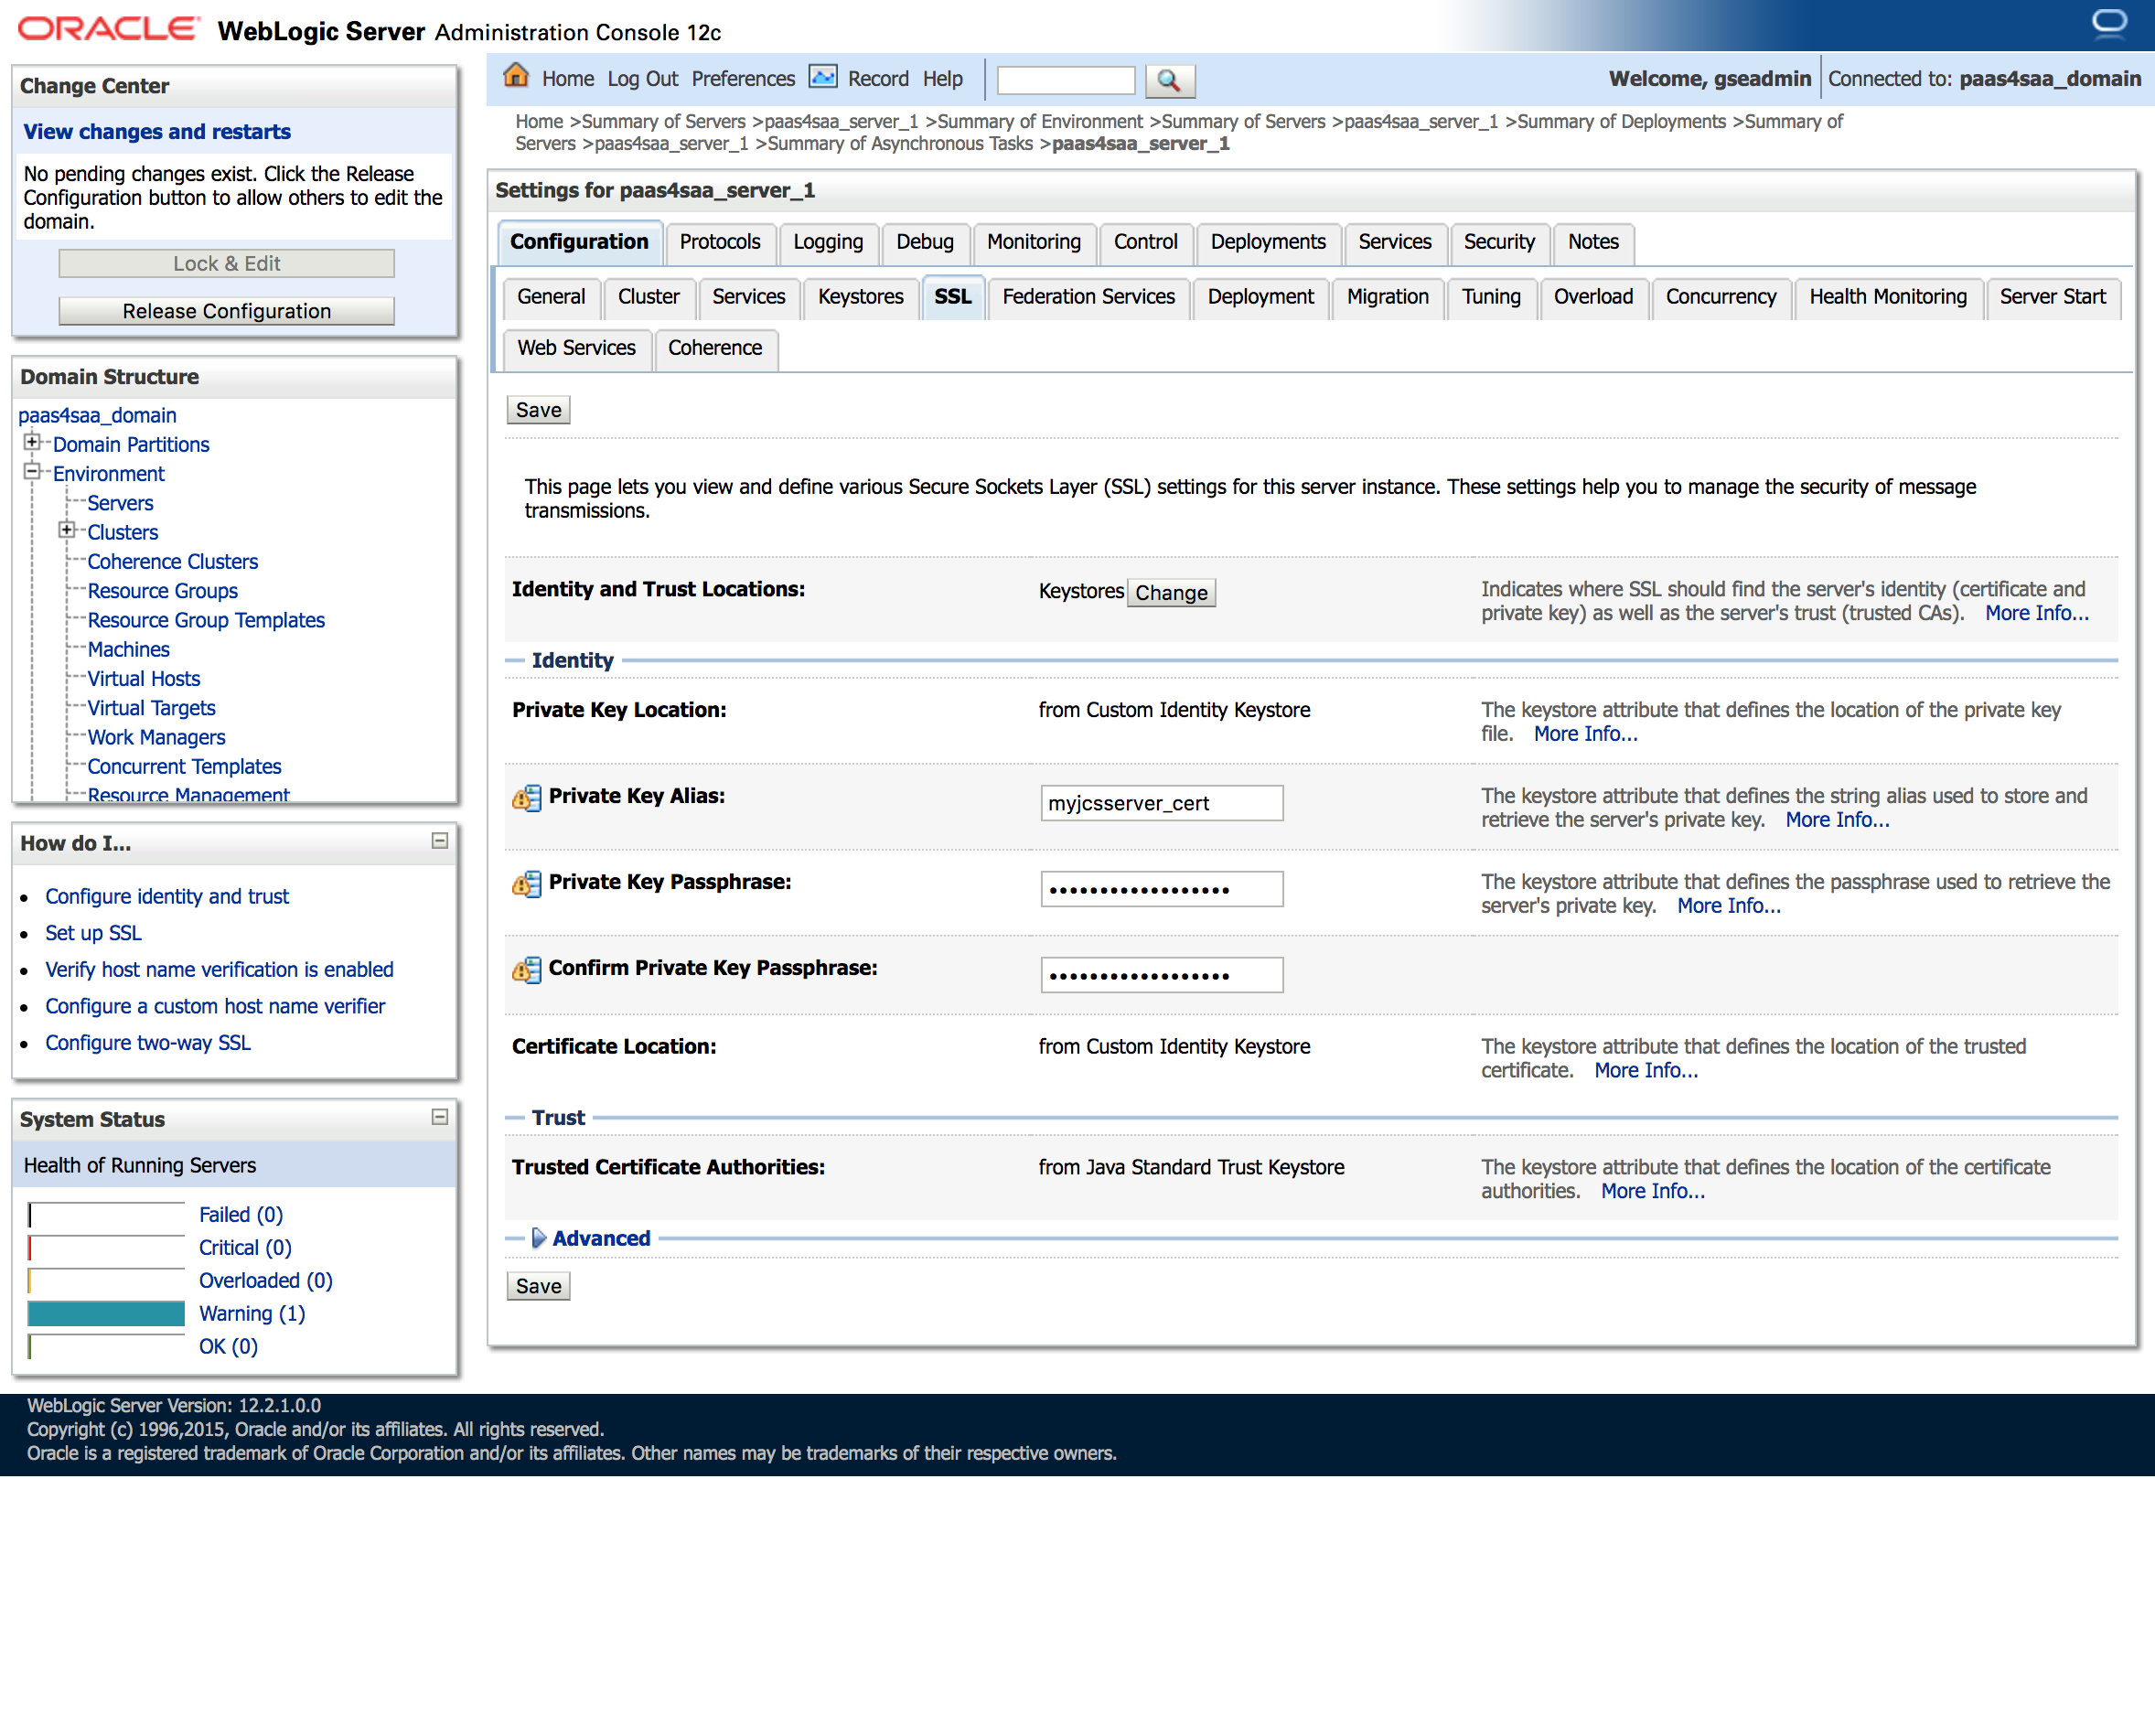 ORACLE WebLogic Server Administration Console 12c
Change Center
View changes and restarts
No pending changes exist. Click the Release
Configuration button to allow others to edit the
domain.
Lock & Edit
Release Configuration
Domain Structure
paas4saa_domain
Domain Partitions
Environment
Servers
Clusters
Coherence Clusters
Resource Groups
Resource Group Templates
Machines
Virtual Hosts
Virtual Targets
Work Managers
Concurrent Templates
Resource Management
How do I...
Configure identity and trust
Set up SSL
Verify host name verification is enabled
Configure a custom host name verifier
Configure two-way SSL
System Status
Health of Running Servers
Failed (0)
Critical (0)
Overloaded (0)
Warning (1)
OK (0)
Home Log Out Preferences Record Help
Welcome, gseadmin Connected to: paas4saa_domain
Home >Summary of Servers >paas4saa_server_1 >Summary of Environment >Summary of Servers >paas4saa_server_1 >Summary of Deployments >Summary of
Servers >paas4saa_server_1 >Summary of Asynchronous Tasks >paas4saa_server_1
Settings for paas4saa_server_1
Configuration Protocols Logging Debug Monitoring Control Deployments Services Security Notes
General Cluster Services Keystores SSL Federation Services Deployment Migration Tuning Overload Concurrency Health Monitoring Server Start
Web Services Coherence
Save
This page lets you view and define various Secure Sockets Layer (SSL) settings for this server instance. These settings help you to manage the security of message
transmissions.
Identity and Trust Locations: Keystores Change Indicates where SSL should find the server's identity (certificate and
private key) as well as the server's trust (trusted CAs). More Info...
Identity
Private Key Location: from Custom Identity Keystore The keystore attribute that defines the location of the private key
file. More Info...
Private Key Alias: myjcsserver_cert The keystore attribute that defines the string alias used to store and
retrieve the server's private key. More Info...
Private Key Passphrase: •••••••••••••••••• The keystore attribute that defines the passphrase used to retrieve the
server's private key. More Info...
Confirm Private Key Passphrase: ••••••••••••••••••
Certificate Location: from Custom Identity Keystore The keystore attribute that defines the location of the trusted
certificate. More Info...
Trust
Trusted Certificate Authorities: from Java Standard Trust Keystore The keystore attribute that defines the location of the certificate
authorities. More Info...
Advanced
Save
WebLogic Server Version: 12.2.1.0.0
Copyright (c) 1996,2015, Oracle and/or its affiliates. All rights reserved.
Oracle is a registered trademark of Oracle Corporation and/or its affiliates. Other names may be trademarks of their respective owners.